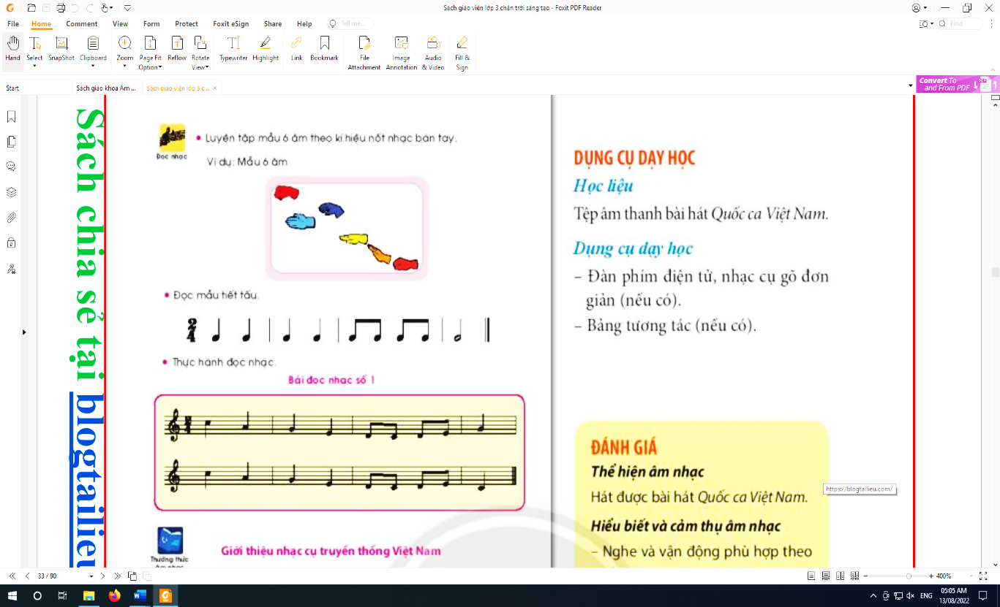 Sách giáo viên lớp 3 chân trời sáng tạo - Foxit PDF Reader
File Home Comment View Form Protect Foxit eSign Share Help Tell me... Find
Hand Select SnapShot Clipboard Zoom Page Fit Option Reflow Rotate View Typewriter Highlight Link Bookmark File Attachment Image Annotation Audio & Video Fill & Sign
Start Sách giáo khoa Âm ... Sách giáo viên lớp 3 c...
Convert To
and From PDF
PDF
Sách chia sẽ tại blogtailieu
Đọc nhạc
• Luyện tập mẫu 6 âm theo kí hiệu nốt nhạc bàn tay.
Ví dụ: Mẫu 6 âm
• Đọc mẫu tiết tấu.
2
4
• Thực hành đọc nhạc.
Bài đọc nhạc số 1
Thường thức
âm nhạc
Giới thiệu nhạc cụ truyền thống Việt Nam
DỤNG CỤ DẠY HỌC
Học liệu
Tệp âm thanh bài hát Quốc ca Việt Nam.
Dụng cụ dạy học
– Đàn phím điện tử, nhạc cụ gõ đơn
giản (nếu có).
– Bảng tương tác (nếu có).
ĐÁNH GIÁ
Thể hiện âm nhạc
Hát được bài hát Quốc ca Việt Nam.
Hiểu biết và cảm thụ âm nhạc
– Nghe và vận động phù hợp theo
https://blogtailieu.com/
33 / 90
400%
ENG
05:05 AM
13/08/2022